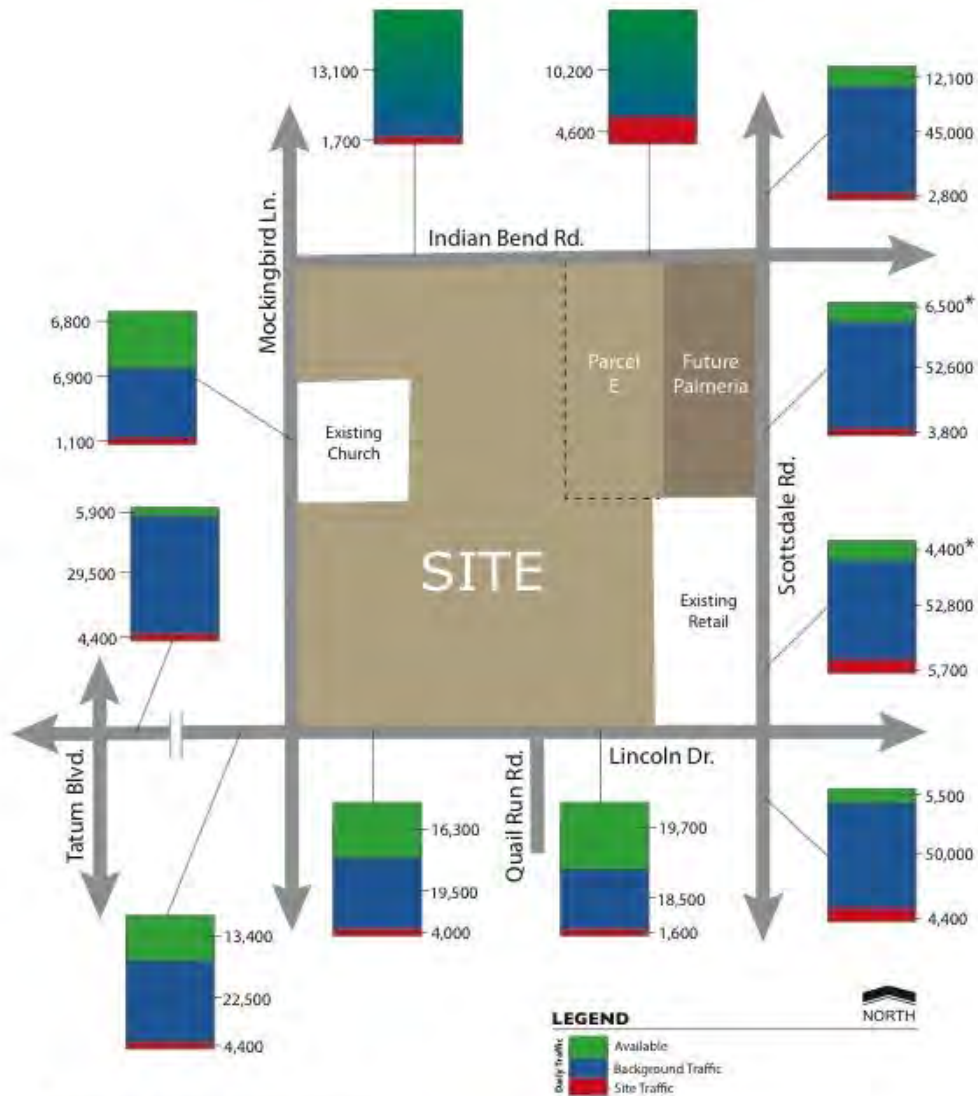 13,100
1,700
10,200
4,600
12,100
45,000
2,800
Mockingbird Ln.
Indian Bend Rd.
6,800
6,900
1,100
Parcel
E
Future
Palmeria
6,500*
52,600
3,800
Existing
Church
Scottsdale Rd.
5,900
29,500
4,400
SITE
Existing
Retail
4,400*
52,800
5,700
Tatum Blvd.
Quail Run Rd.
Lincoln Dr.
16,300
19,500
4,000
19,700
18,500
1,600
5,500
50,000
4,400
13,400
22,500
4,400
NORTH
LEGEND
Daily Traffic
Available
Background Traffic
Site Traffic